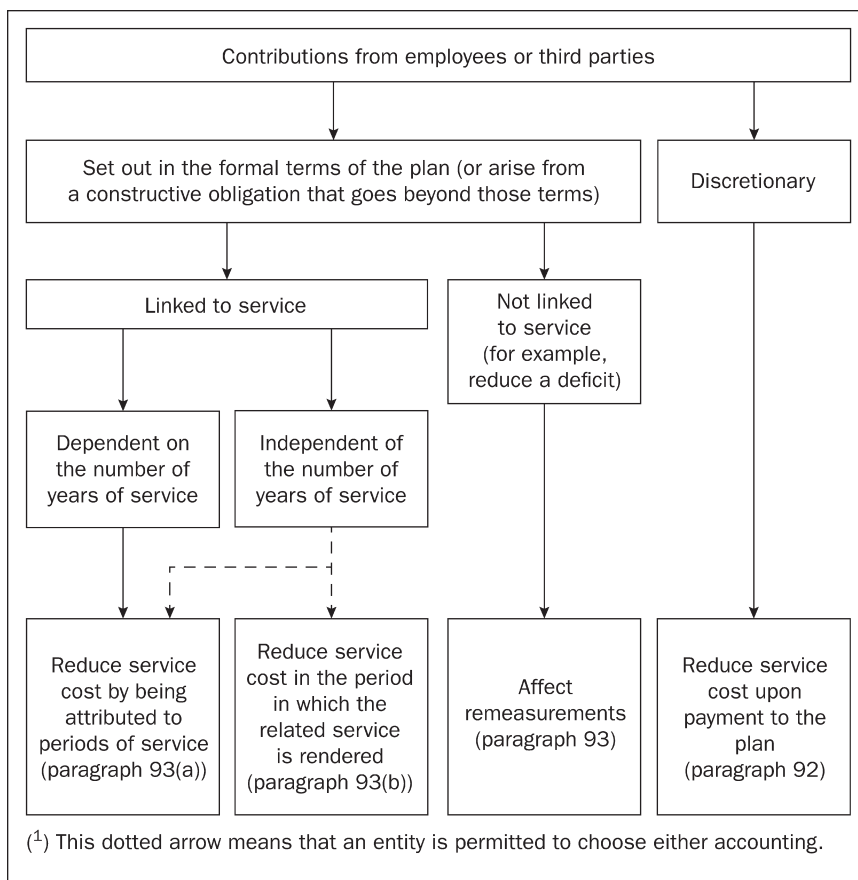 Contributions from employees or third parties
Set out in the formal terms of the plan (or arise from
a constructive obligation that goes beyond those terms)
Discretionary
Linked to service
Not linked
to service
(for example,
reduce a deficit)
Dependent on
the number of
years of service
Independent of
the number of
years of service
Reduce service
cost by being
attributed to
periods of service
(paragraph 93(a))
Reduce service
cost in the period
in which the
related service
is rendered
(paragraph 93(b))
Affect
remeasurements
(paragraph 93)
Reduce service
cost upon
payment to the
plan
(paragraph 92)
(¹) This dotted arrow means that an entity is permitted to choose either accounting.